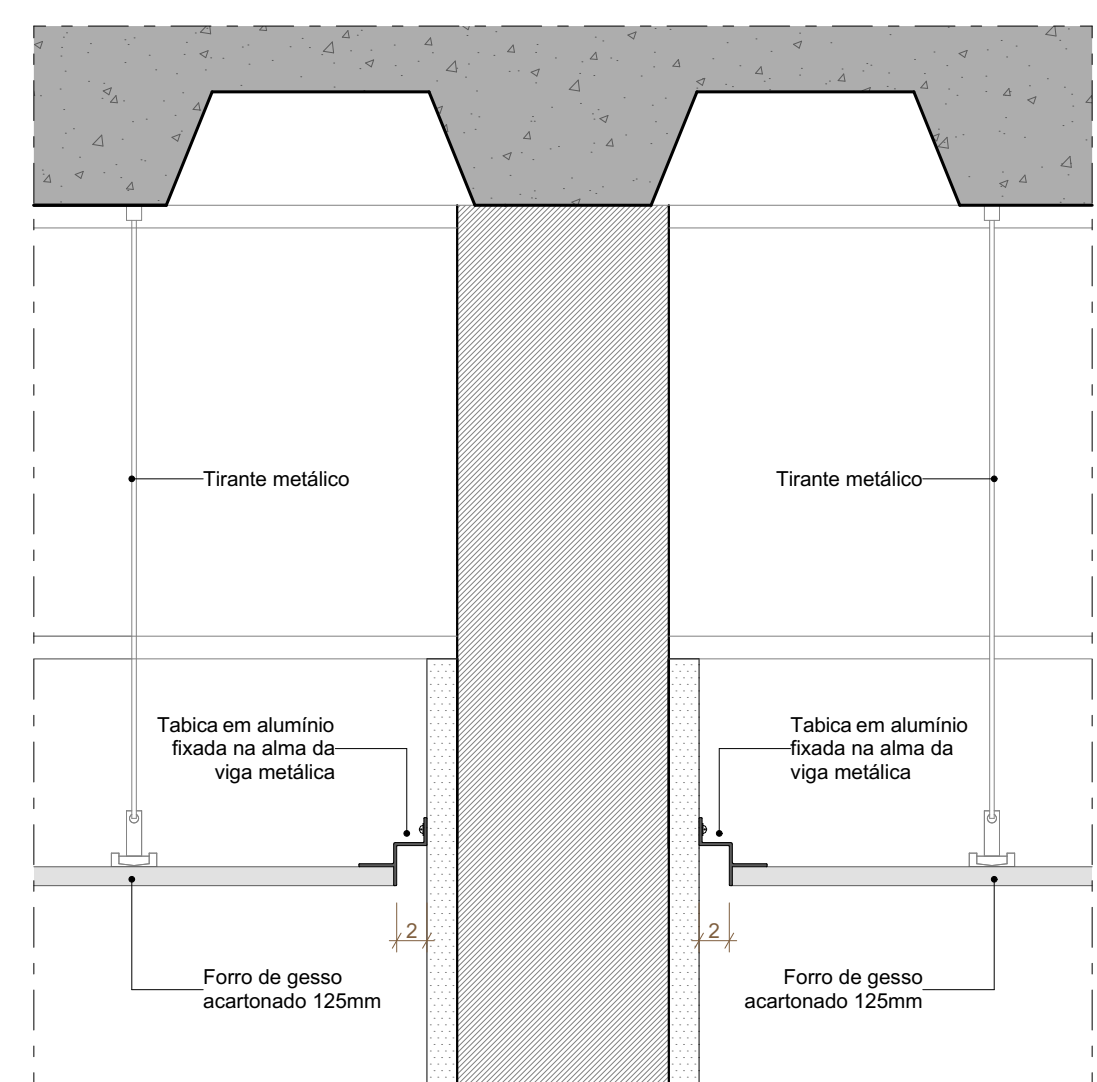 Tirante metálico
Tirante metálico
Tabica em alumínio
fixada na alma da
viga metálica
Tabica em alumínio
fixada na alma da
viga metálica
2
2
Forro de gesso
acartonado 125mm
Forro de gesso
acartonado 125mm